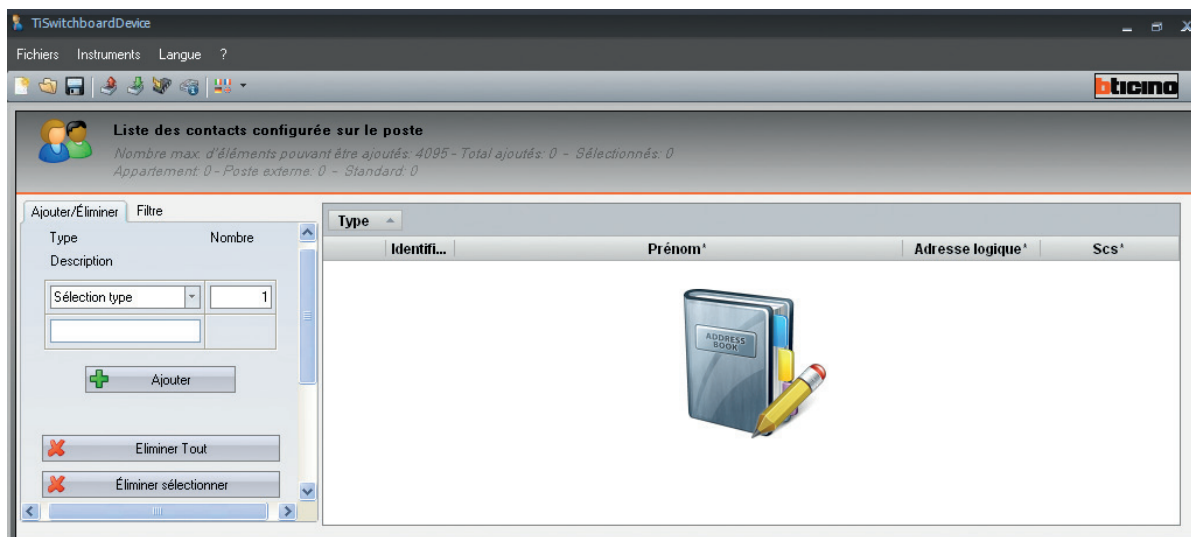 TiSwitchboardDevice
Fichiers Instruments Langue ?
bticino
Liste des contacts configurée sur le poste
Nombre max. d'éléments pouvant être ajoutés: 4095 - Total ajoutés: 0 - Sélectionnés: 0
Appartement: 0 - Poste externe: 0 - Standard: 0
Ajouter/Éliminer Filtre
Type Nombre
Description
Sélection type 1
Ajouter
Eliminer Tout
Éliminer sélectionner
Type
Identifi... Prénom* Adresse logique* Scs*
ADDRESS
BOOK